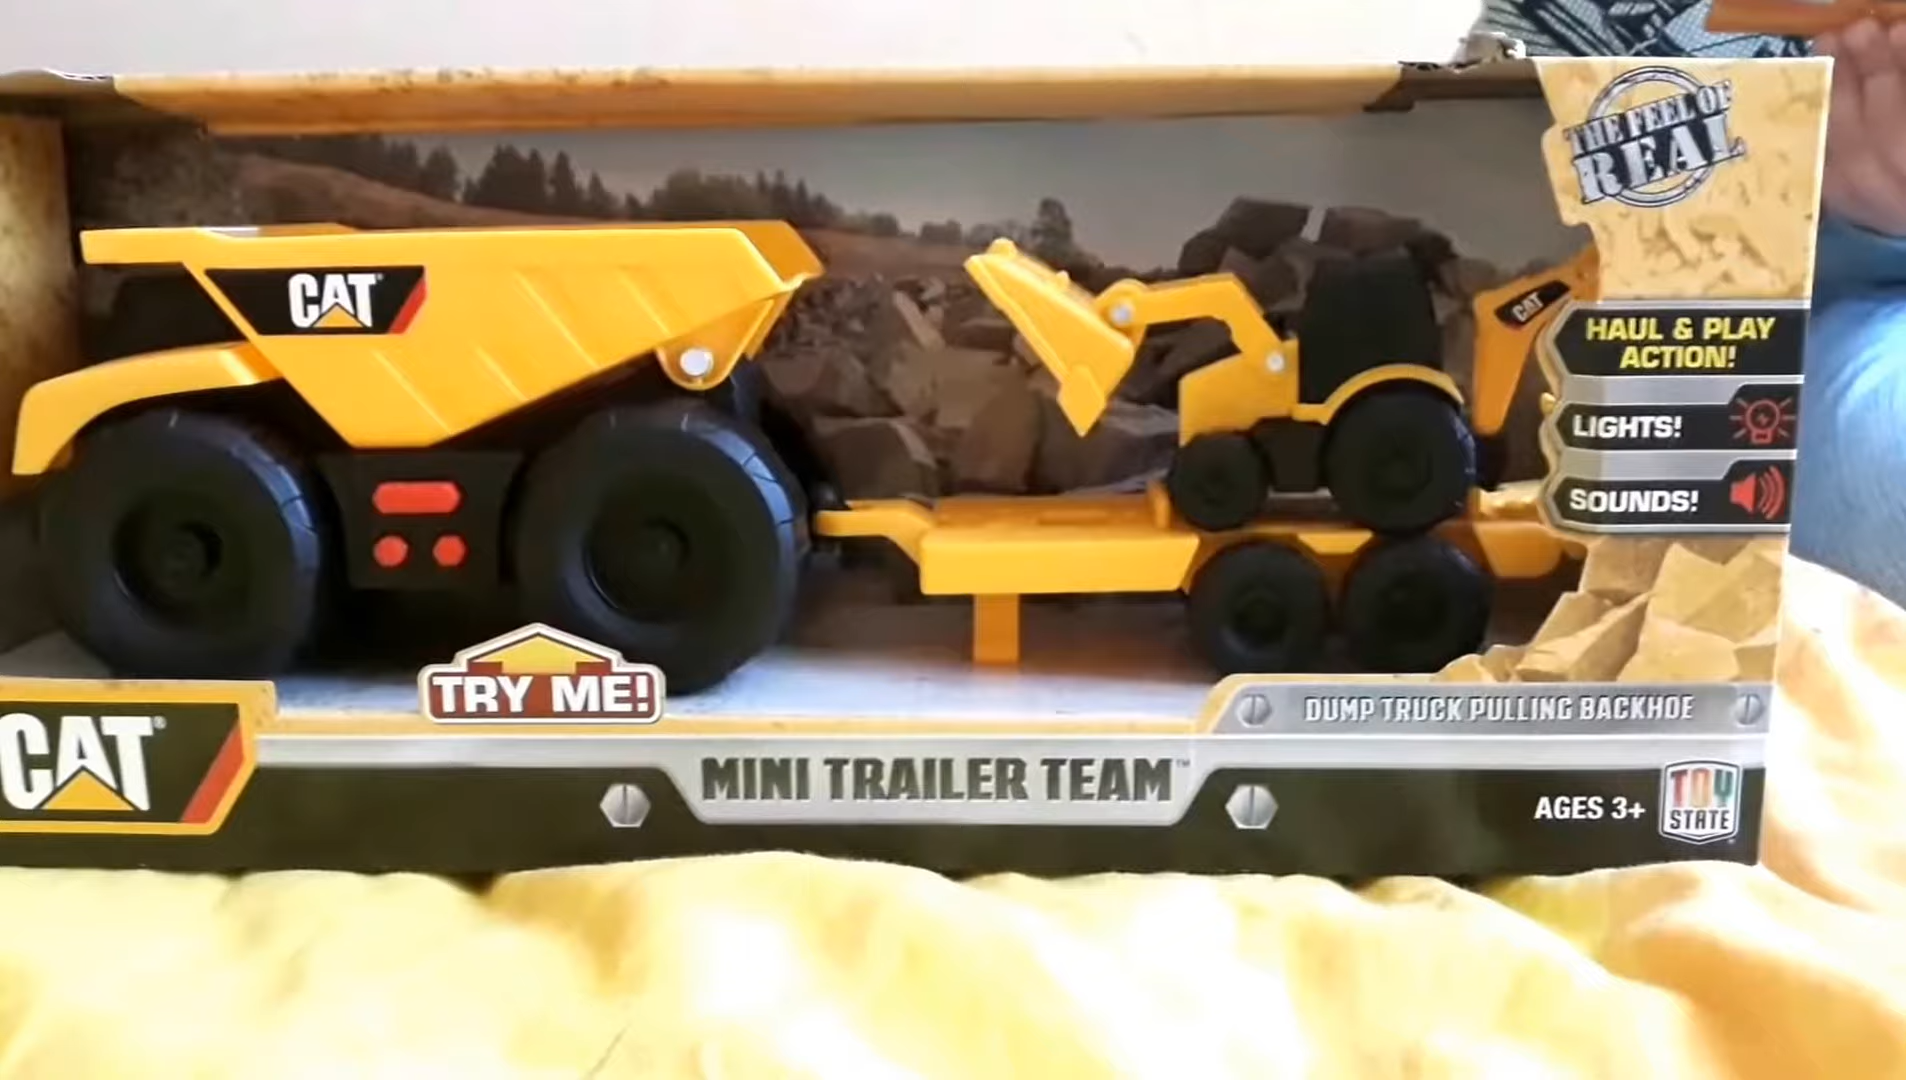 THE FEEL OF
REAL
CAT
CAT
HAUL & PLAY
ACTION!
LIGHTS!
SOUNDS!
TRY ME!
CAT®
DUMP TRUCK PULLING BACKHOE
MINI TRAILER TEAM™
AGES 3+
TOY
STATE